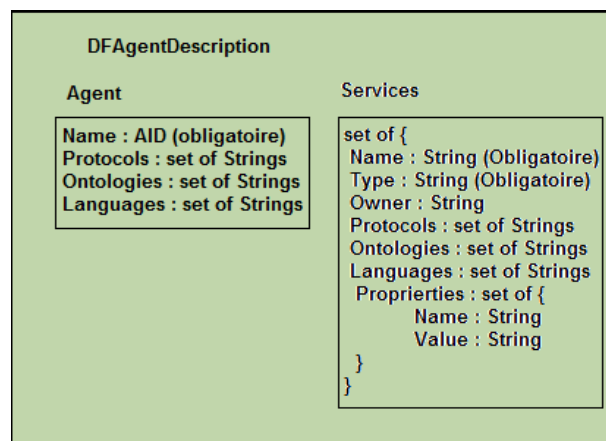 DFAgentDescription
Agent
Name : AID (obligatoire)
Protocols : set of Strings
Ontologies : set of Strings
Languages : set of Strings
Services
set of {
Name : String (Obligatoire)
Type : String (Obligatoire)
Owner : String
Protocols : set of Strings
Ontologies : set of Strings
Languages : set of Strings
Proprierties : set of {
Name : String
Value : String
}
}